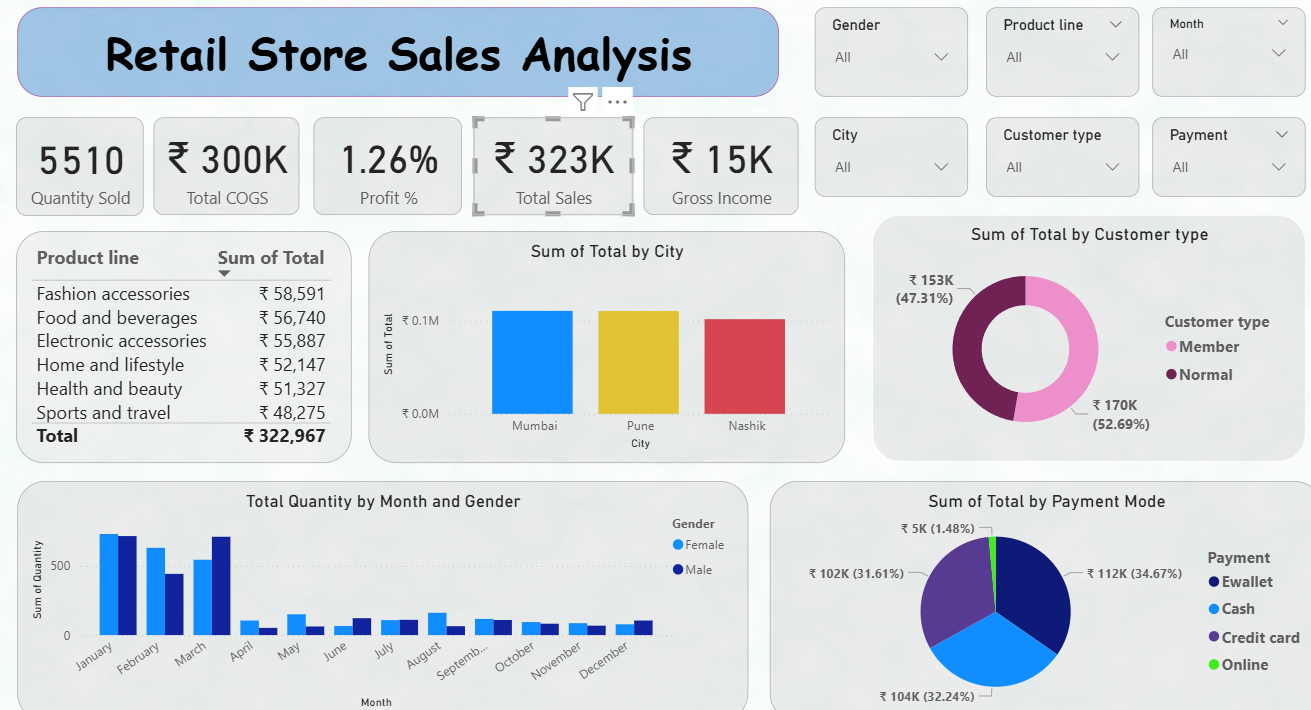 Retail Store Sales Analysis
Gender
All
Product line
All
Month
All
City
All
Customer type
All
Payment
All
5510
Quantity Sold
₹ 300K
Total COGS
1.26%
Profit %
₹ 323K
Total Sales
₹ 15K
Gross Income
Product line Sum of Total
Fashion accessories ₹ 58,591
Food and beverages ₹ 56,740
Electronic accessories ₹ 55,887
Home and lifestyle ₹ 52,147
Health and beauty ₹ 51,327
Sports and travel ₹ 48,275
Total ₹ 322,967
Sum of Total by City
Sum of Total
₹ 0.1M
₹ 0.0M
Mumbai Pune Nashik
City
Sum of Total by Customer type
₹ 153K
(47.31%)
₹ 170K
(52.69%)
Customer type
Member
Normal
Total Quantity by Month and Gender
Sum of Quantity
500
0
January February March April May June July August Septemb... October November December
Month
Gender
Female
Male
Sum of Total by Payment Mode
₹ 5K (1.48%)
₹ 102K (31.61%)
₹ 112K (34.67%)
₹ 104K (32.24%)
Payment
Ewallet
Cash
Credit card
Online